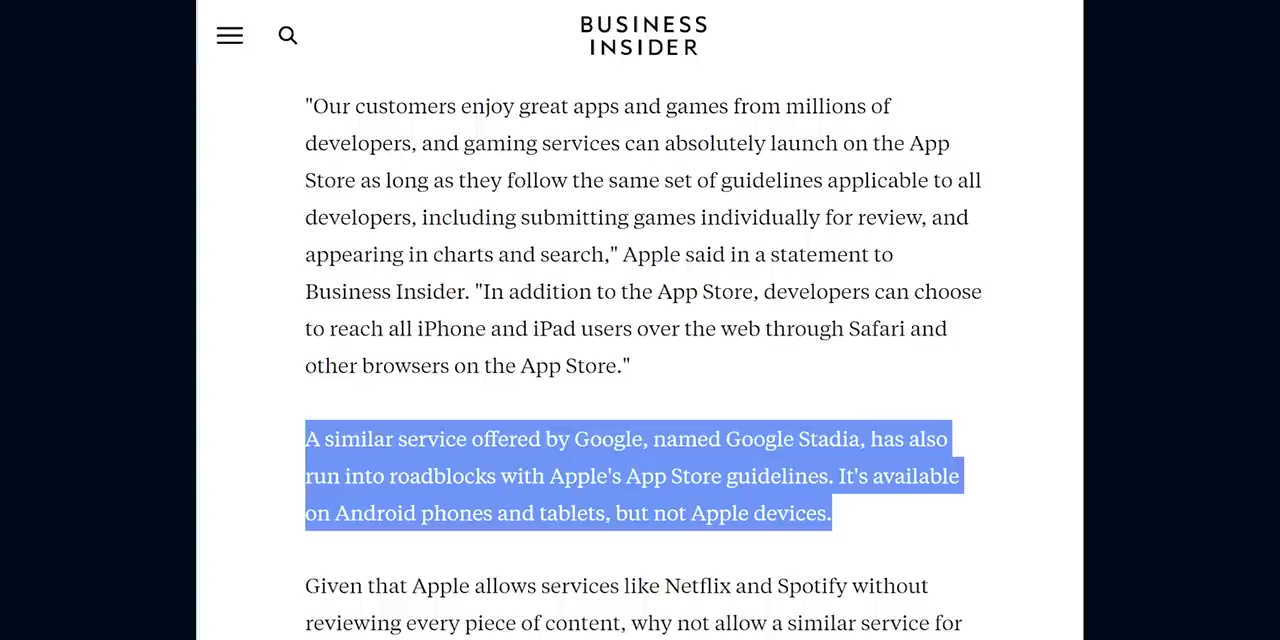 BUSINESS
INSIDER
"Our customers enjoy great apps and games from millions of
developers, and gaming services can absolutely launch on the App
Store as long as they follow the same set of guidelines applicable to all
developers, including submitting games individually for review, and
appearing in charts and search," Apple said in a statement to
Business Insider. "In addition to the App Store, developers can choose
to reach all iPhone and iPad users over the web through Safari and
other browsers on the App Store."
A similar service offered by Google, named Google Stadia, has also
run into roadblocks with Apple's App Store guidelines. It's available
on Android phones and tablets, but not Apple devices.
Given that Apple allows services like Netflix and Spotify without
reviewing every piece of content, why not allow a similar service for